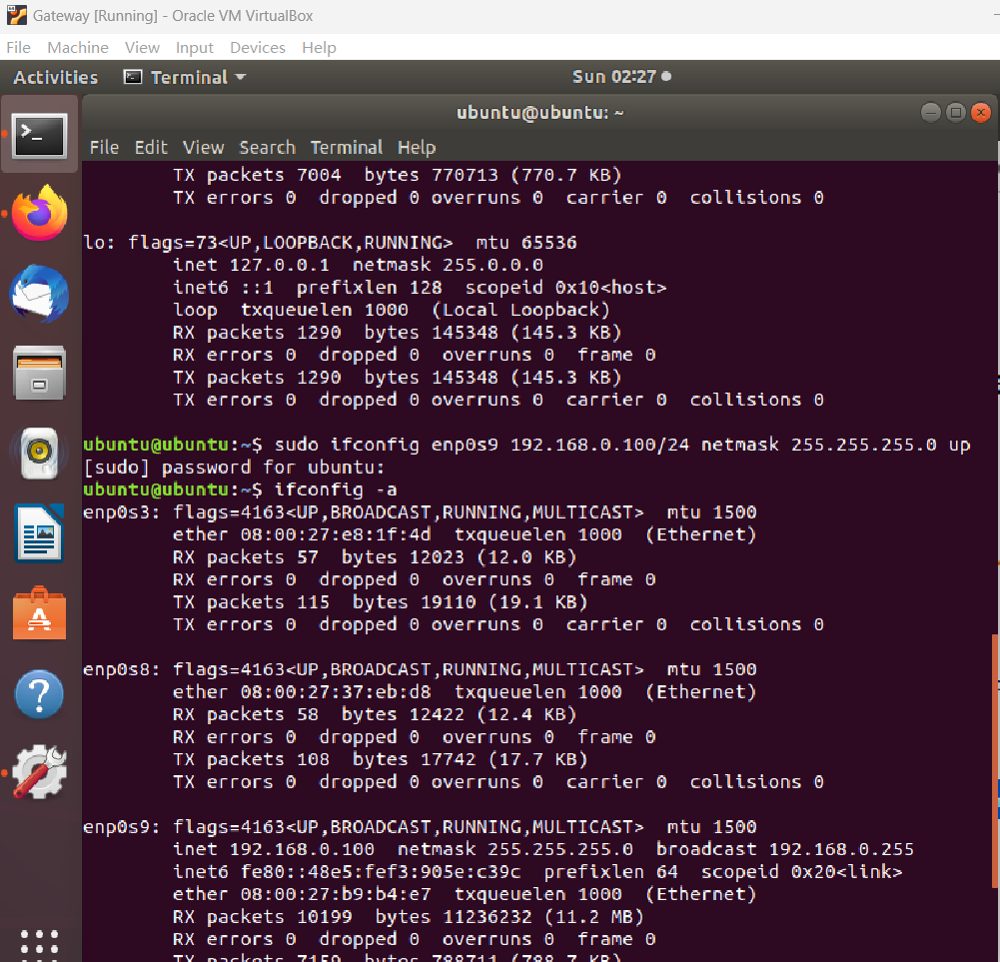 Gateway [Running] - Oracle VM VirtualBox
File Machine View Input Devices Help
Activities Terminal Sun 02:27
ubuntu@ubuntu: ~
File Edit View Search Terminal Help
TX packets 7004 bytes 770713 (770.7 KB)
TX errors 0 dropped 0 overruns 0 carrier 0 collisions 0
lo: flags=73<UP,LOOPBACK,RUNNING> mtu 65536
inet 127.0.0.1 netmask 255.0.0.0
inet6 ::1 prefixlen 128 scopeid 0x10<host>
loop txqueuelen 1000 (Local Loopback)
RX packets 1290 bytes 145348 (145.3 KB)
RX errors 0 dropped 0 overruns 0 frame 0
TX packets 1290 bytes 145348 (145.3 KB)
TX errors 0 dropped 0 overruns 0 carrier 0 collisions 0
ubuntu@ubuntu:~$ sudo ifconfig enp0s9 192.168.0.100/24 netmask 255.255.255.0 up
[sudo] password for ubuntu:
ubuntu@ubuntu:~$ ifconfig -a
enp0s3: flags=4163<UP,BROADCAST,RUNNING,MULTICAST> mtu 1500
ether 08:00:27:e8:1f:4d txqueuelen 1000 (Ethernet)
RX packets 57 bytes 12023 (12.0 KB)
RX errors 0 dropped 0 overruns 0 frame 0
TX packets 115 bytes 19110 (19.1 KB)
TX errors 0 dropped 0 overruns 0 carrier 0 collisions 0
enp0s8: flags=4163<UP,BROADCAST,RUNNING,MULTICAST> mtu 1500
ether 08:00:27:37:eb:d8 txqueuelen 1000 (Ethernet)
RX packets 58 bytes 12422 (12.4 KB)
RX errors 0 dropped 0 overruns 0 frame 0
TX packets 108 bytes 17742 (17.7 KB)
TX errors 0 dropped 0 overruns 0 carrier 0 collisions 0
enp0s9: flags=4163<UP,BROADCAST,RUNNING,MULTICAST> mtu 1500
inet 192.168.0.100 netmask 255.255.255.0 broadcast 192.168.0.255
inet6 fe80::48e5:fef3:905e:c39c prefixlen 64 scopeid 0x20<link>
ether 08:00:27:b9:b4:e7 txqueuelen 1000 (Ethernet)
RX packets 10199 bytes 11236232 (11.2 MB)
RX errors 0 dropped 0 overruns 0 frame 0
TX packets 7159 bytes 788711 (788.7 KB)